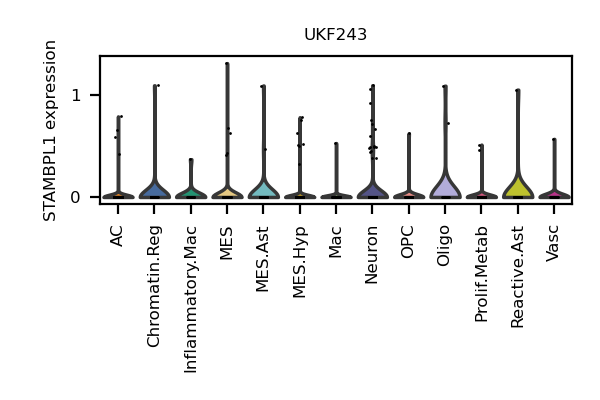 UKF243
STAMBPL1 expression
1
0
AC
Chromatin.Reg
Inflammatory.Mac
MES
MES.Ast
MES.Hyp
Mac
Neuron
OPC
Oligo
Prolif.Metab
Reactive.Ast
Vasc